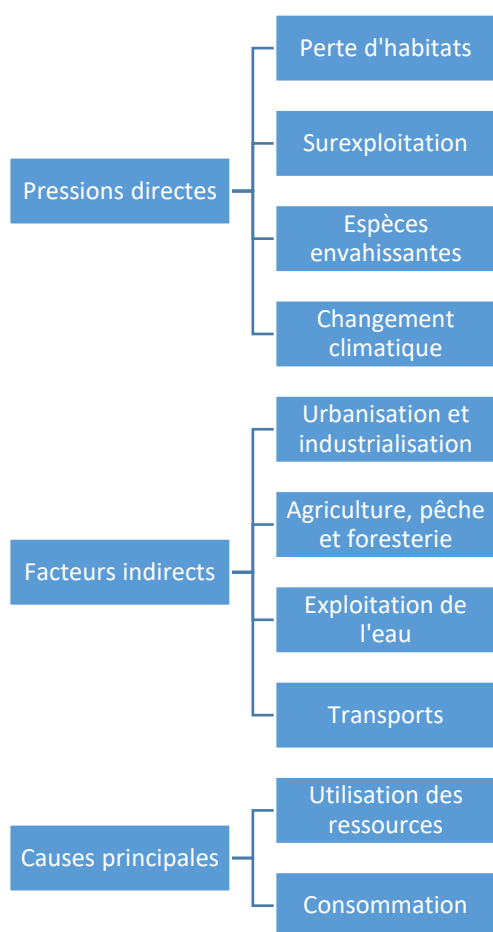 Pressions directes
Perte d'habitats
Surexploitation
Espèces
envahissantes
Changement
climatique
Facteurs indirects
Urbanisation et
industrialisation
Agriculture, pêche
et foresterie
Exploitation de
l'eau
Transports
Causes principales
Utilisation des
ressources
Consommation